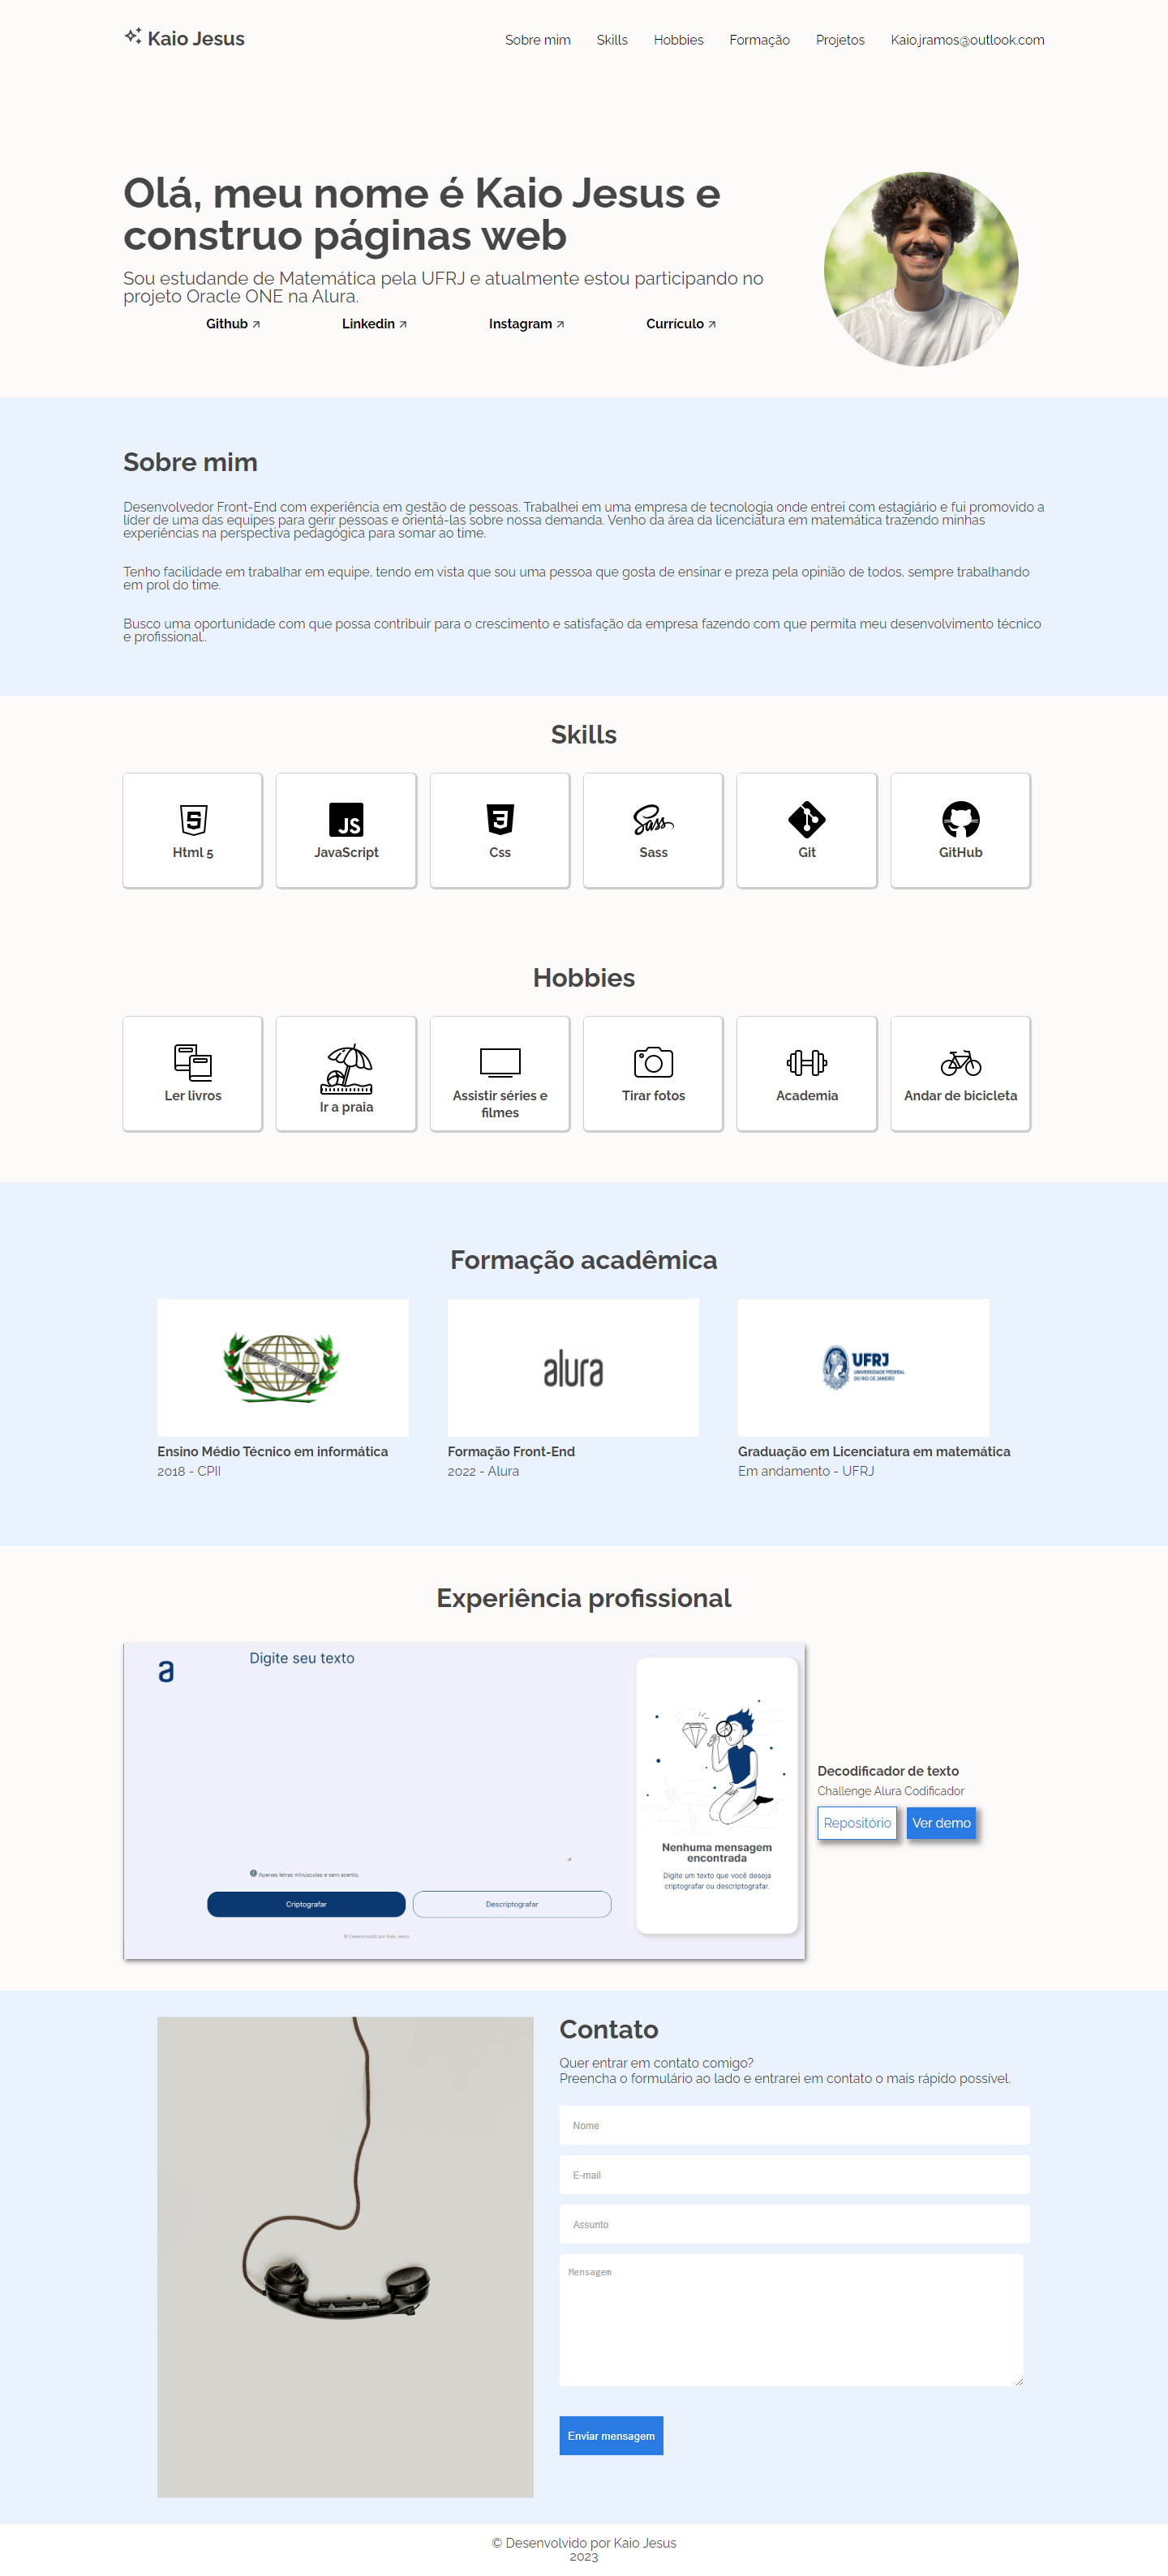 Kaio Jesus
Sobre mim Skills Hobbies Formação Projetos Kaio.jramos@outlook.com
Olá, meu nome é Kaio Jesus e
construo páginas web
Sou estudande de Matemática pela UFRJ e atualmente estou participando no
projeto Oracle ONE na Alura.
Github Linkedin Instagram Currículo
Sobre mim
Desenvolvedor Front-End com experiência em gestão de pessoas. Trabalhei em uma empresa de tecnologia onde entrei com estagiário e fui promovido a
líder de uma das equipes para gerir pessoas e orientá-las sobre nossa demanda. Venho da área da licenciatura em matemática trazendo minhas
experiências na perspectiva pedagógica para somar ao time.
Tenho facilidade em trabalhar em equipe, tendo em vista que sou uma pessoa que gosta de ensinar e preza pela opinião de todos, sempre trabalhando
em prol do time.
Busco uma oportunidade com que possa contribuir para o crescimento e satisfação da empresa fazendo com que permita meu desenvolvimento técnico
e profissional..
Skills
5 JS 3 Sass
Html 5 JavaScript Css Sass Git GitHub
Hobbies
Ler livros Ir a praia Assistir séries e
filmes Tirar fotos Academia Andar de bicicleta
Formação acadêmica
COLEGIO PEDRO II
alura
UFRJ
UNIVERSIDADE FEDERAL
DO RIO DE JANEIRO
Ensino Médio Técnico em informática
2018 - CPII
Formação Front-End
2022 - Alura
Graduação em Licenciatura em matemática
Em andamento - UFRJ
Experiência profissional
a
Digite seu texto
Apenas letras minúsculas e sem acento.
Criptografar Descriptografar
© Desenvolvido por Kaio Jesus
Nenhuma mensagem
encontrada
Digite um texto que você deseja
criptografar ou descriptografar.
Decodificador de texto
Challenge Alura Codificador
Repositório Ver demo
Contato
Quer entrar em contato comigo?
Preencha o formulário ao lado e entrarei em contato o mais rápido possível.
Nome
E-mail
Assunto
Mensagem
Enviar mensagem
© Desenvolvido por Kaio Jesus
2023